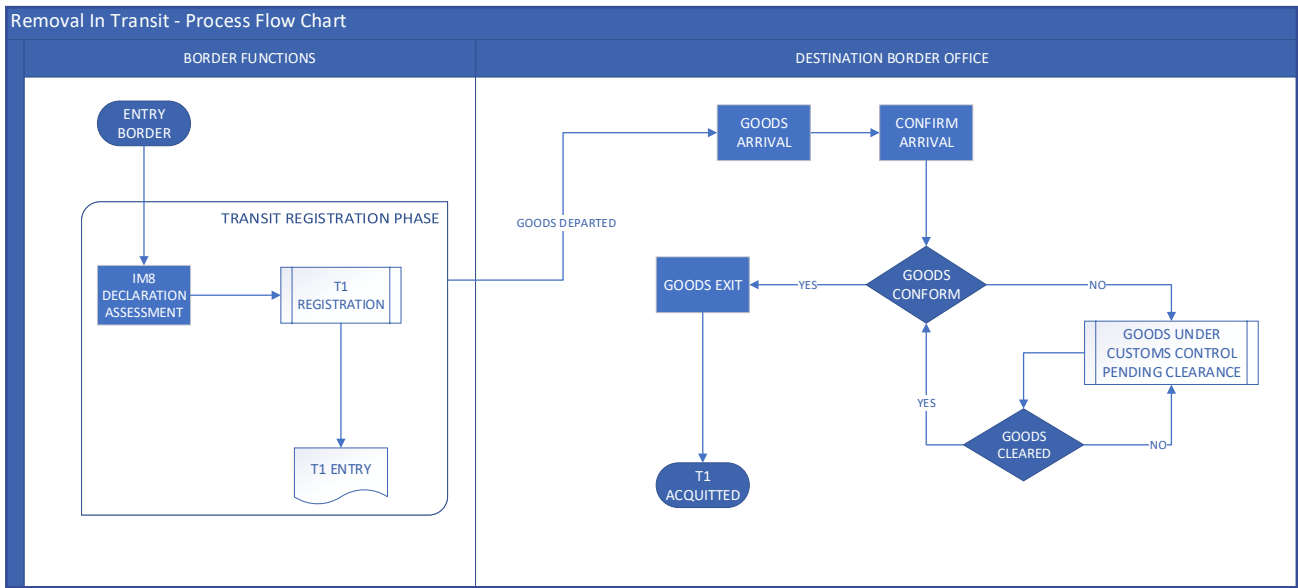 Removal In Transit - Process Flow Chart
BORDER FUNCTIONS
DESTINATION BORDER OFFICE
ENTRY
BORDER
TRANSIT REGISTRATION PHASE
IM8
DECLARATION
ASSESSMENT
T1
REGISTRATION
T1 ENTRY
GOODS DEPARTED
GOODS
ARRIVAL
CONFIRM
ARRIVAL
GOODS
CONFORM
YES
GOODS EXIT
T1
ACQUITTED
NO
GOODS UNDER
CUSTOMS CONTROL
PENDING CLEARANCE
GOODS
CLEARED
YES
NO